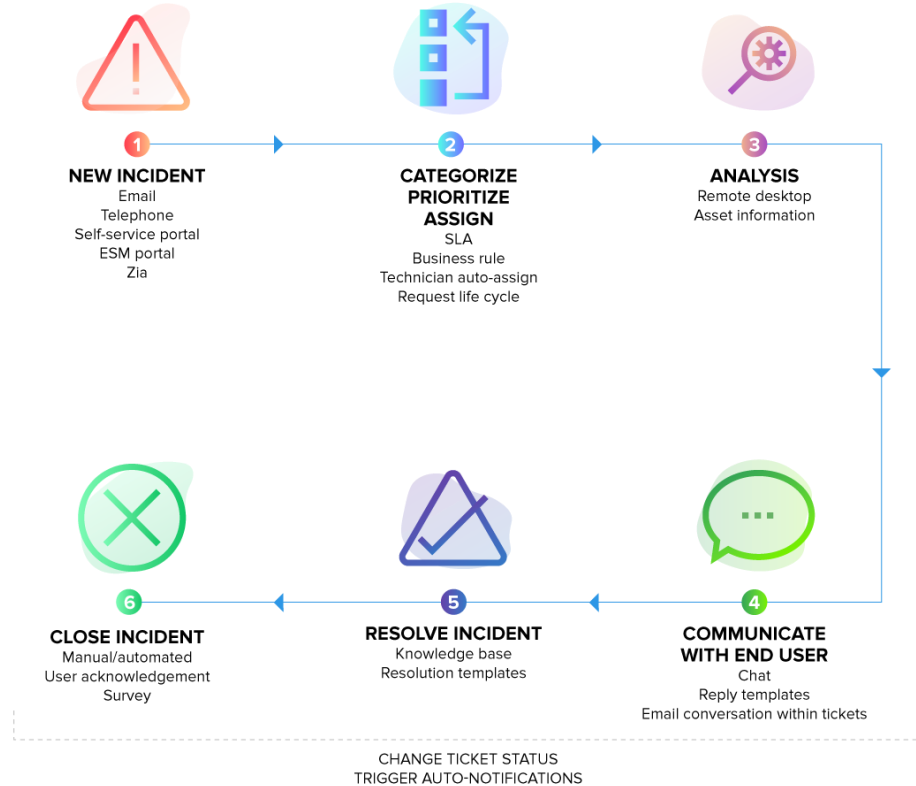 1
NEW INCIDENT
Email
Telephone
Self-service portal
ESM portal
Zia
2
CATEGORIZE
PRIORITIZE
ASSIGN
SLA
Business rule
Technician auto-assign
Request life cycle
3
ANALYSIS
Remote desktop
Asset information
4
COMMUNICATE
WITH END USER
Chat
Reply templates
Email conversation within tickets
5
RESOLVE INCIDENT
Knowledge base
Resolution templates
6
CLOSE INCIDENT
Manual/automated
User acknowledgement
Survey
CHANGE TICKET STATUS
TRIGGER AUTO-NOTIFICATIONS